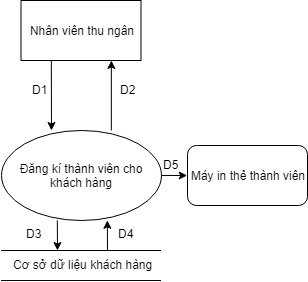 Nhân viên thu ngân
D1
D2
Đăng kí thành viên cho
khách hàng
D5
Máy in thẻ thành viên
D3
D4
Cơ sở dữ liệu khách hàng